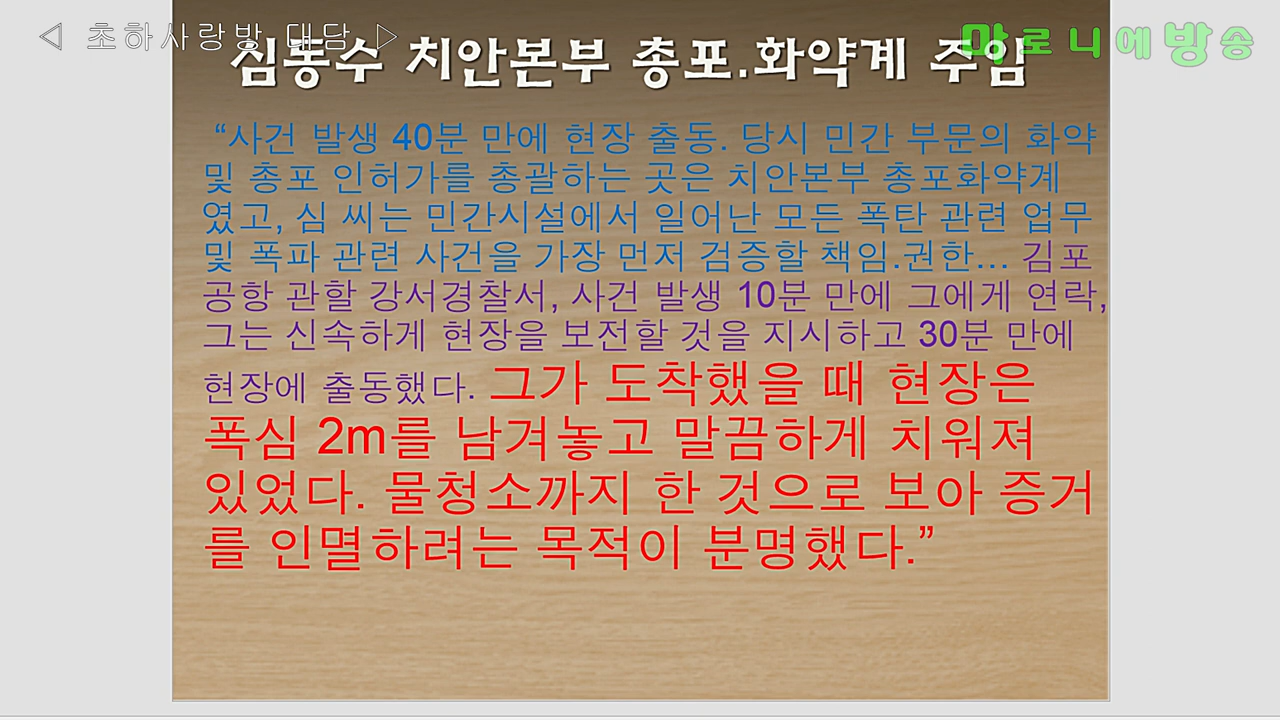 ◁ 초하사랑방 대담 ▷
마로니에방송
심동수 치안본부 총포.화약계 주임
“사건 발생 40분 만에 현장 출동. 당시 민간 부문의 화약
및 총포 인허가를 총괄하는 곳은 치안본부 총포화약계
였고, 심 씨는 민간시설에서 일어난 모든 폭탄 관련 업무
및 폭파 관련 사건을 가장 먼저 검증할 책임.권한... 김포
공항 관할 강서경찰서, 사건 발생 10분 만에 그에게 연락,
그는 신속하게 현장을 보전할 것을 지시하고 30분 만에
현장에 출동했다. 그가 도착했을 때 현장은
폭심 2m를 남겨놓고 말끔하게 치워져
있었다. 물청소까지 한 것으로 보아 증거
를 인멸하려는 목적이 분명했다.”